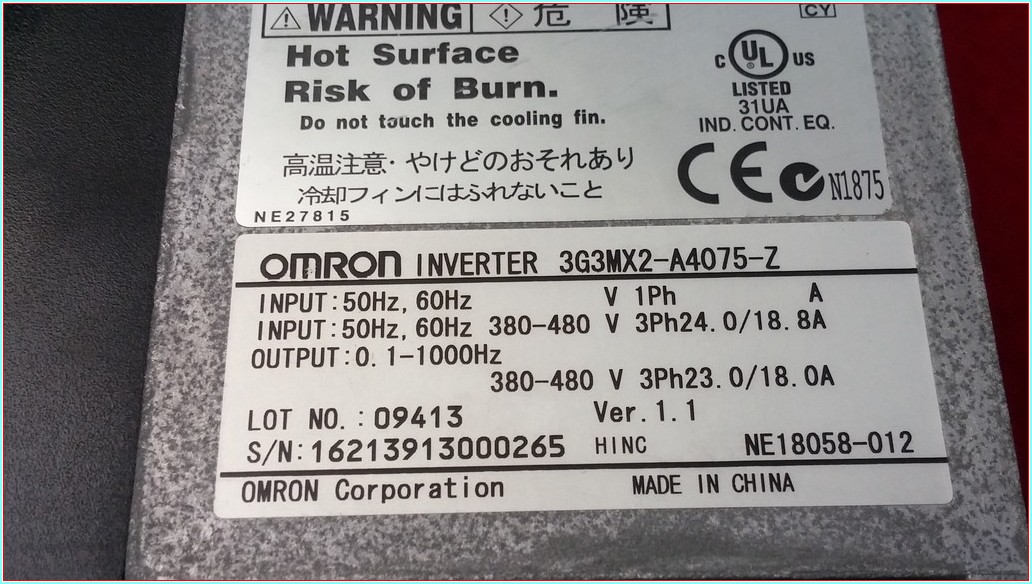 WARNING 危 険
CY
Hot Surface
Risk of Burn.
Do not touch the cooling fin.
高温注意・やけどのおそれあり
冷却フィンにはふれないこと
NE27815
C UL US
LISTED
31UA
IND. CONT. EQ.
CE N1875
OMRON INVERTER 3G3MX2-A4075-Z
INPUT:50Hz, 60Hz V 1Ph A
INPUT:50Hz, 60Hz 380-480 V 3Ph24.0/18.8A
OUTPUT:0.1-1000Hz
380-480 V 3Ph23.0/18.0A
LOT NO.:09413 Ver.1.1
S/N:16213913000265 HINC NE18058-012
OMRON Corporation MADE IN CHINA